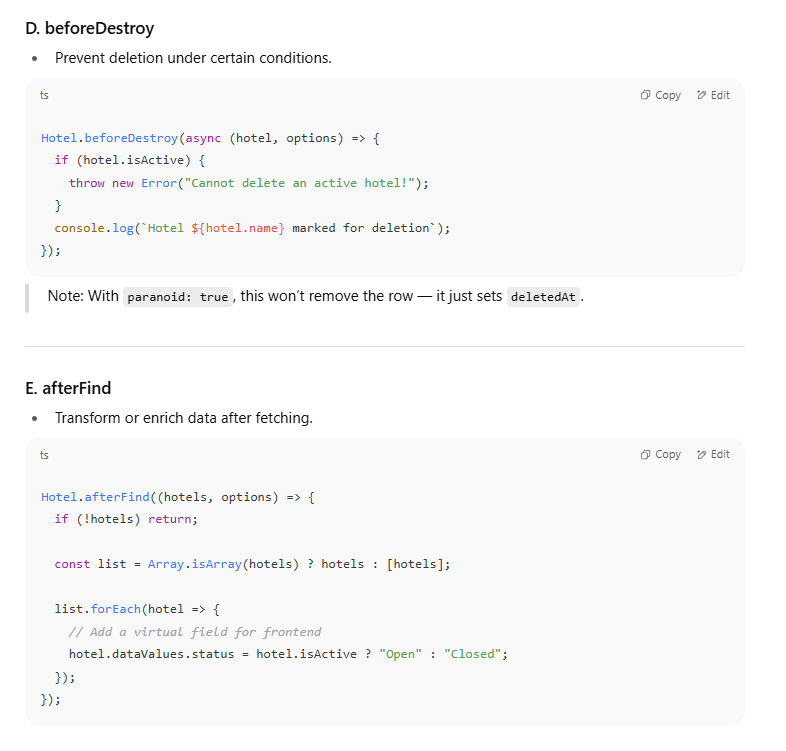 D. beforeDestroy
• Prevent deletion under certain conditions.
ts
Copy Edit
Hotel.beforeDestroy(async (hotel, options) => {
  if (hotel.isActive) {
    throw new Error("Cannot delete an active hotel!");
  }
  console.log(`Hotel ${hotel.name} marked for deletion`);
});
Note: With paranoid: true, this won’t remove the row — it just sets deletedAt.
E. afterFind
• Transform or enrich data after fetching.
ts
Copy Edit
Hotel.afterFind((hotels, options) => {
  if (!hotels) return;
  const list = Array.isArray(hotels) ? hotels : [hotels];
  list.forEach(hotel => {
    // Add a virtual field for frontend
    hotel.dataValues.status = hotel.isActive ? "Open" : "Closed";
  });
});